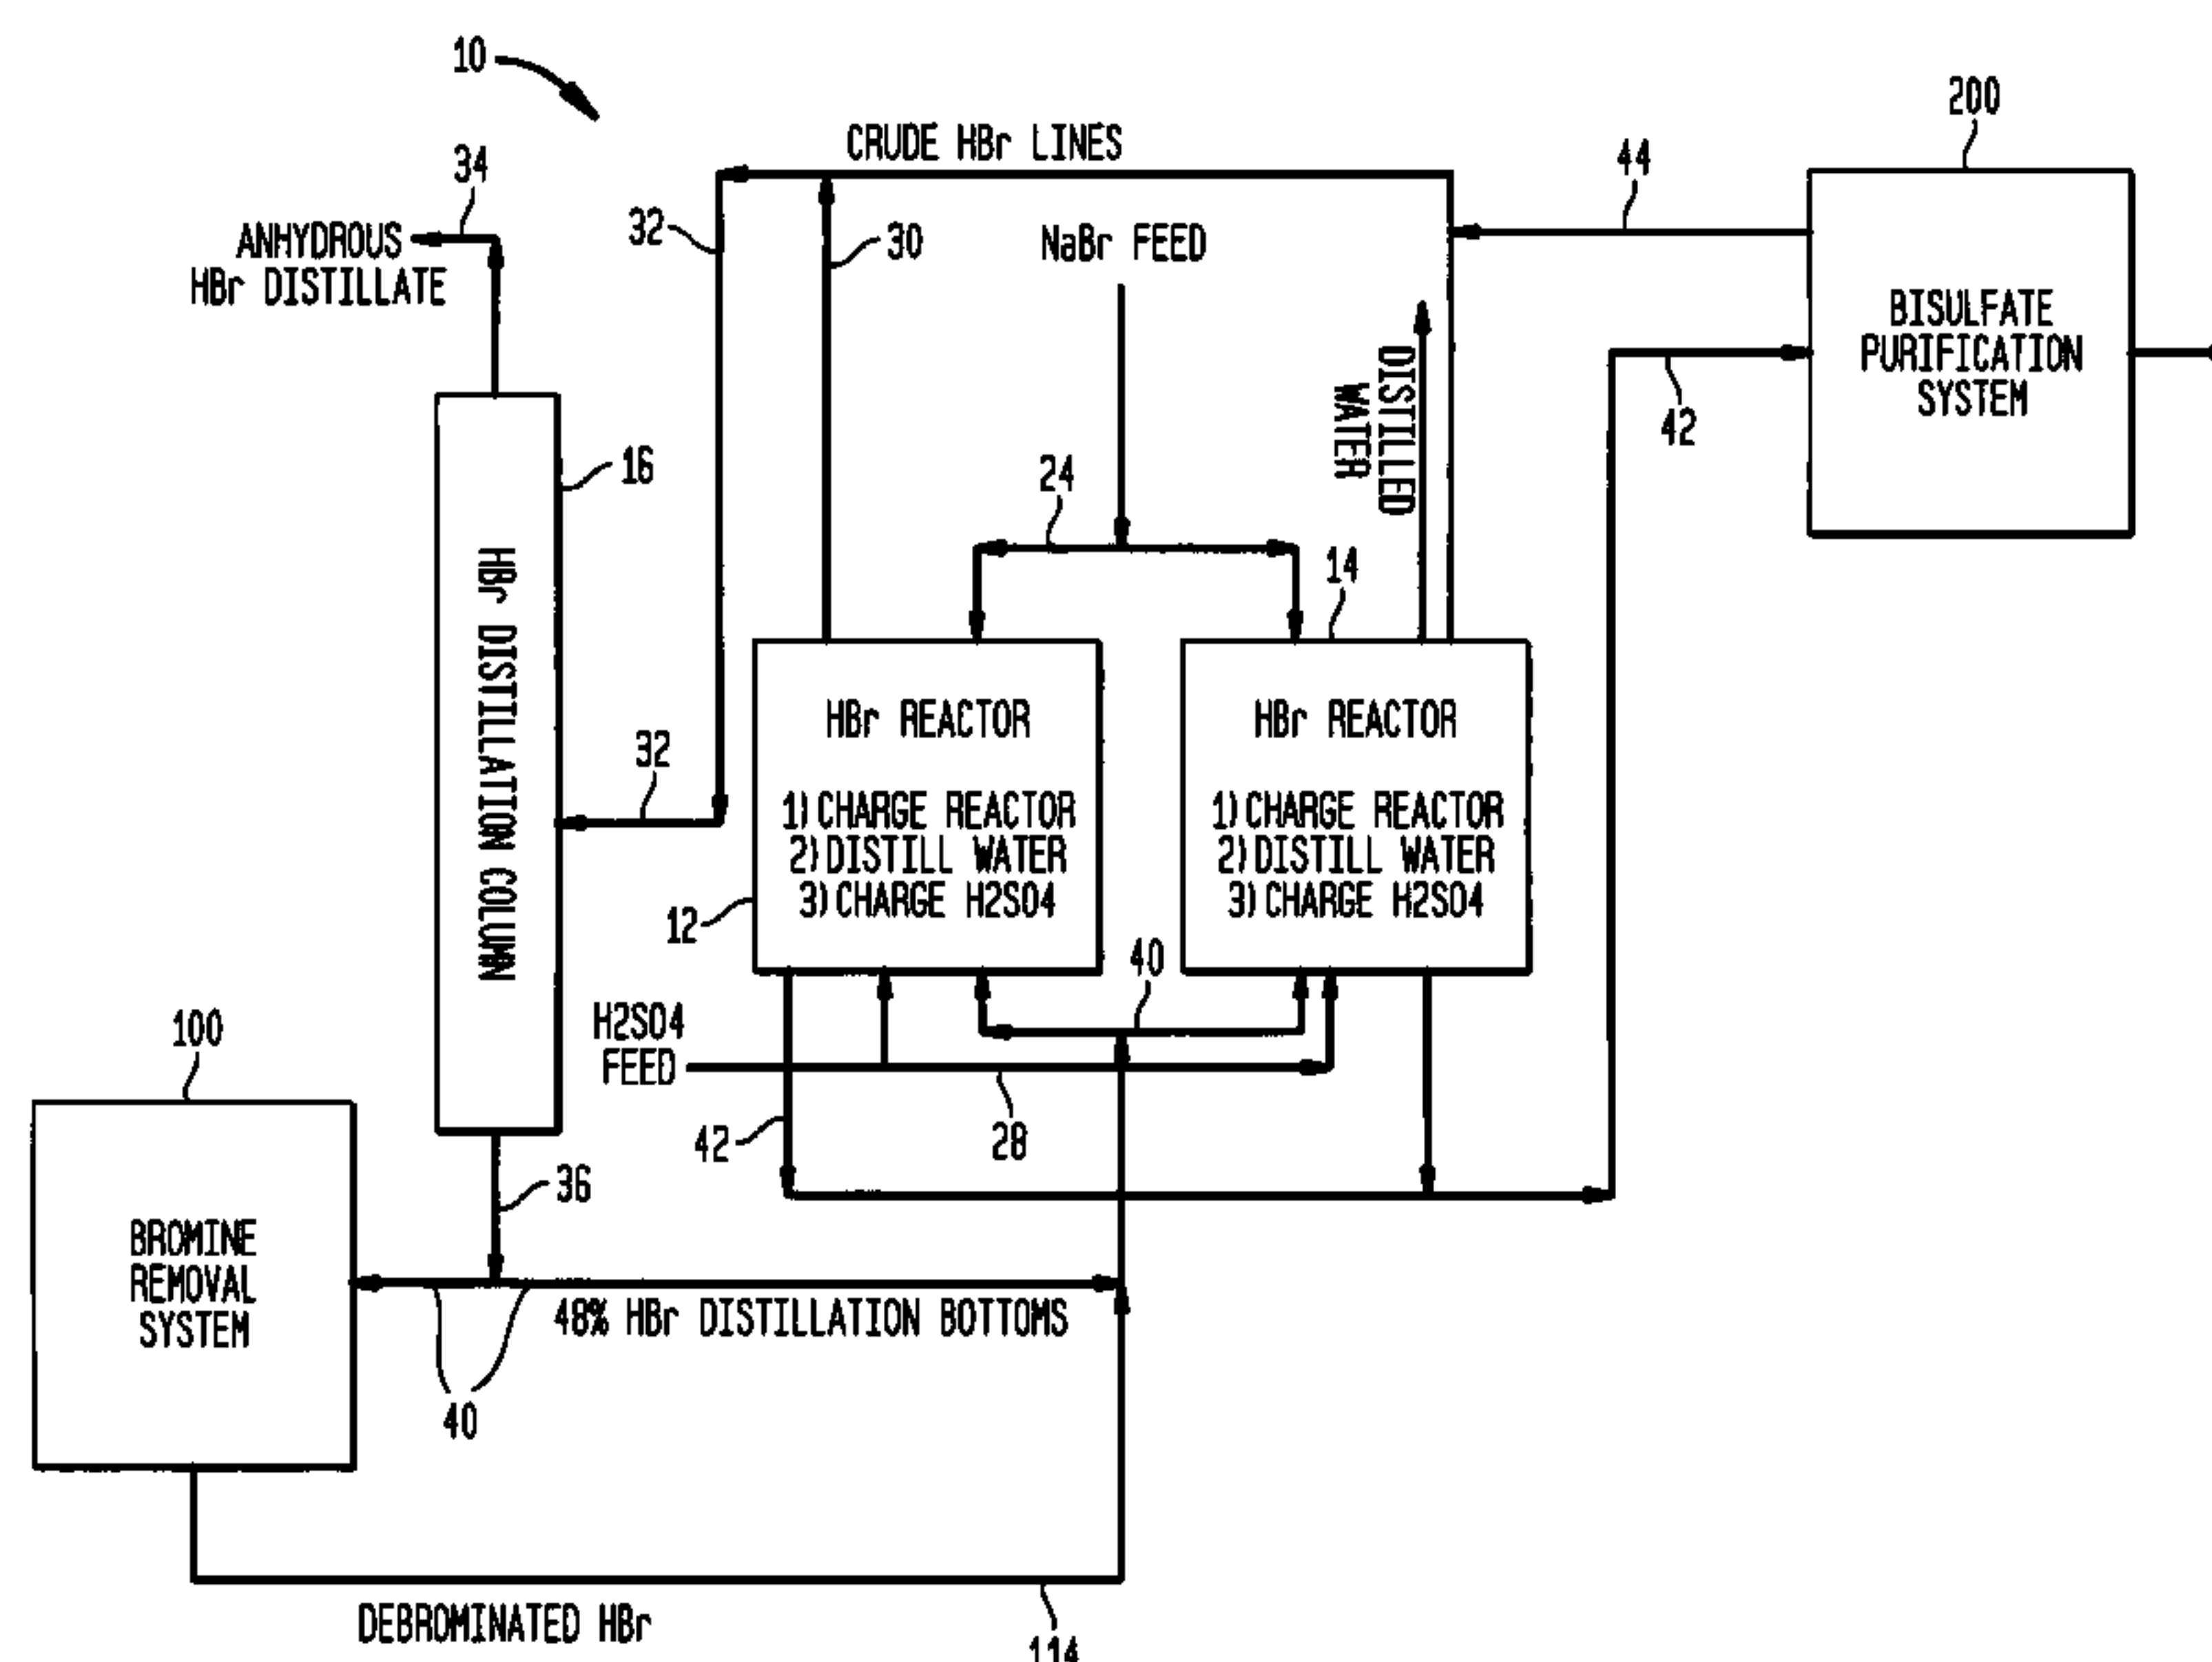 10
200
CRUDE HBr LINES
44
34
32
30
NaBr FEED
ANHYDROUS
HBr DISTILLATE
BISULFATE
PURIFICATION
SYSTEM
DISTILLED
WATER
42
16
24
14
HBr DISTILLATION COLUMN
HBr REACTOR
1) CHARGE REACTOR
2) DISTILL WATER
3) CHARGE H2SO4
HBr REACTOR
1) CHARGE REACTOR
2) DISTILL WATER
3) CHARGE H2SO4
32
12
40
100
H2SO4
FEED
42
28
36
BROMINE
REMOVAL
SYSTEM
48% HBr DISTILLATION BOTTOMS
40
DEBROMINATED HBr
114